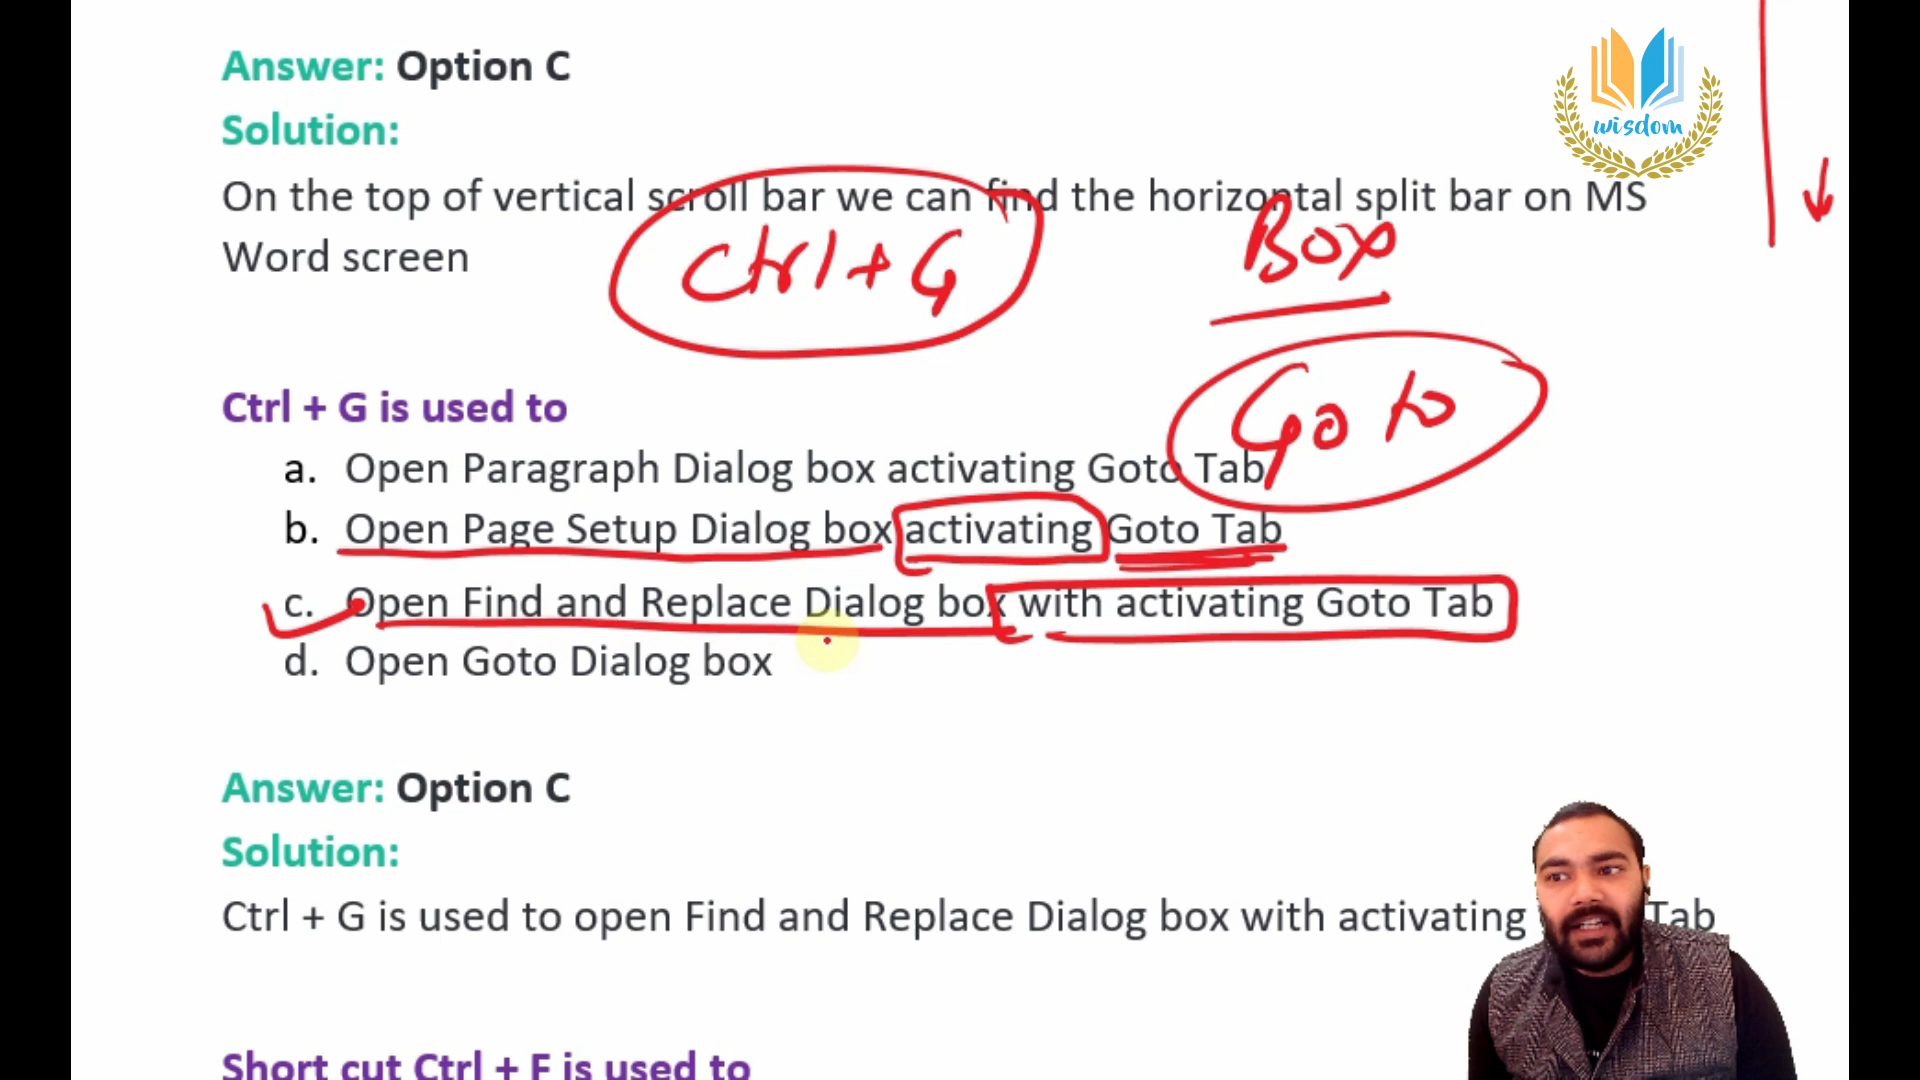 Answer: Option C
wisdom
Solution:
On the top of vertical scroll bar we can find the horizontal split bar on MS
Word screen
Ctrl + G
Box
Go to
Ctrl + G is used to
a. Open Paragraph Dialog box activating Goto Tab
b. Open Page Setup Dialog box activating Goto Tab
c. Open Find and Replace Dialog box with activating Goto Tab
d. Open Goto Dialog box
Answer: Option C
Solution:
Ctrl + G is used to open Find and Replace Dialog box with activating Tab
Short cut Ctrl + F is used to